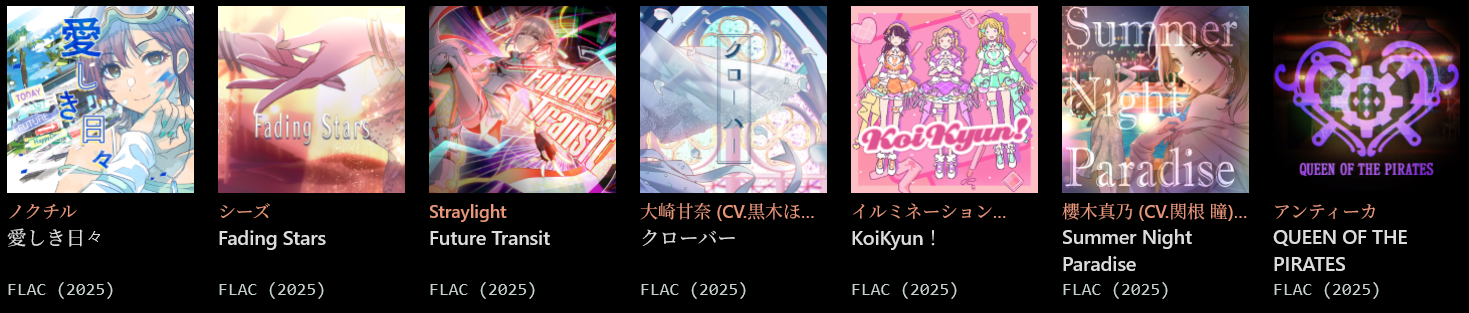 愛しき日々
TODAY
FUTURE
Fading Stars
Future
Transit
クローバー
KoiKyun!
Summer
Night
Paradise
QUEEN OF THE PIRATES
ノクチル
愛しき日々
FLAC (2025)
シーズ
Fading Stars
FLAC (2025)
Straylight
Future Transit
FLAC (2025)
大崎甘奈 (CV.黒木ほ...
クローバー
FLAC (2025)
イルミネーション...
KoiKyun！
FLAC (2025)
櫻木真乃 (CV.関根 瞳)...
Summer Night
Paradise
FLAC (2025)
アンティーカ
QUEEN OF THE
PIRATES
FLAC (2025)